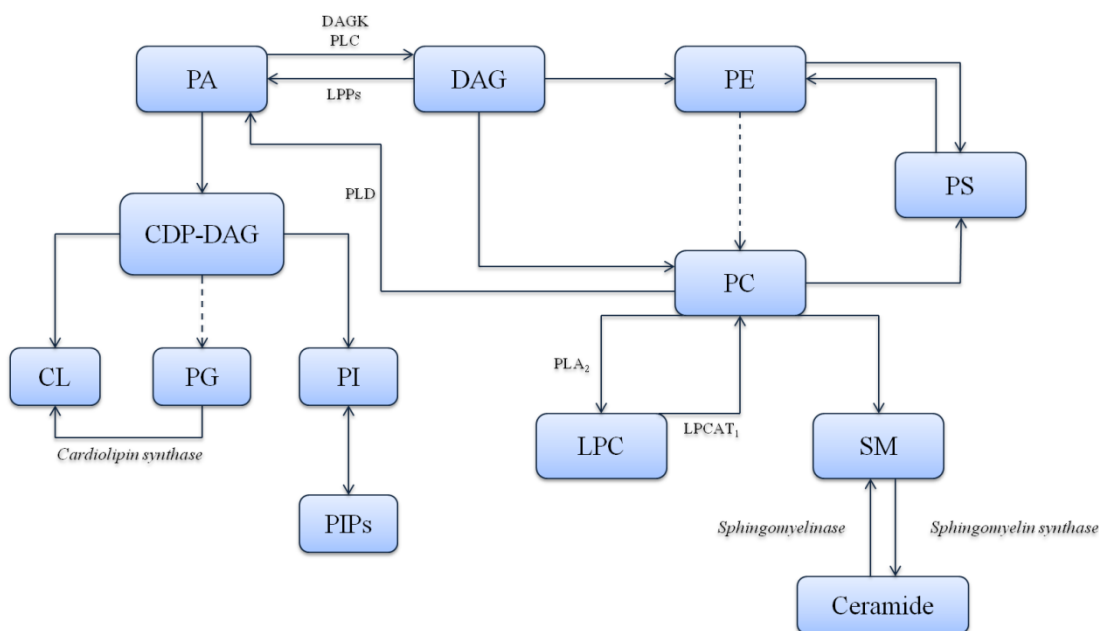 DAGK
PLC
PA
DAG
PE
LPPs
PS
PLD
CDP-DAG
PC
CL
PG
PI
PLA₂
LPCAT₁
LPC
SM
Cardiolipin synthase
PIPs
Sphingomyelinase
Sphingomyelin synthase
Ceramide